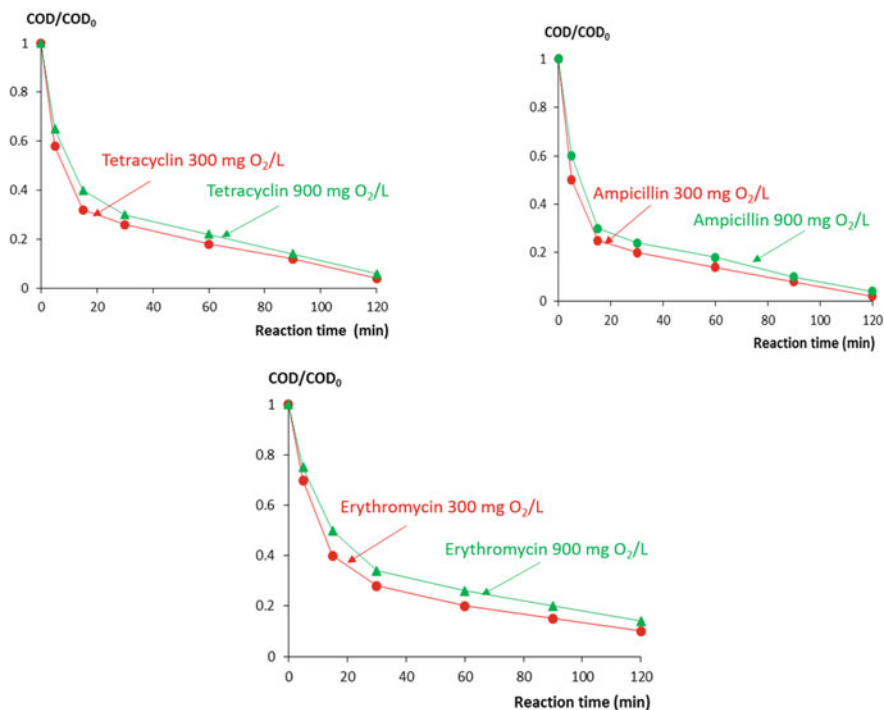 COD/COD₀
1
0.8
0.6
0.4
0.2
0
0 20 40 60 80 100 120
Reaction time (min)
Tetracyclin 300 mg O₂/L
Tetracyclin 900 mg O₂/L
COD/COD₀
1
0.8
0.6
0.4
0.2
0
0 20 40 60 80 100 120
Reaction time (min)
Ampicillin 300 mg O₂/L
Ampicillin 900 mg O₂/L
COD/COD₀
1
0.8
0.6
0.4
0.2
0
0 20 40 60 80 100 120
Reaction time (min)
Erythromycin 300 mg O₂/L
Erythromycin 900 mg O₂/L